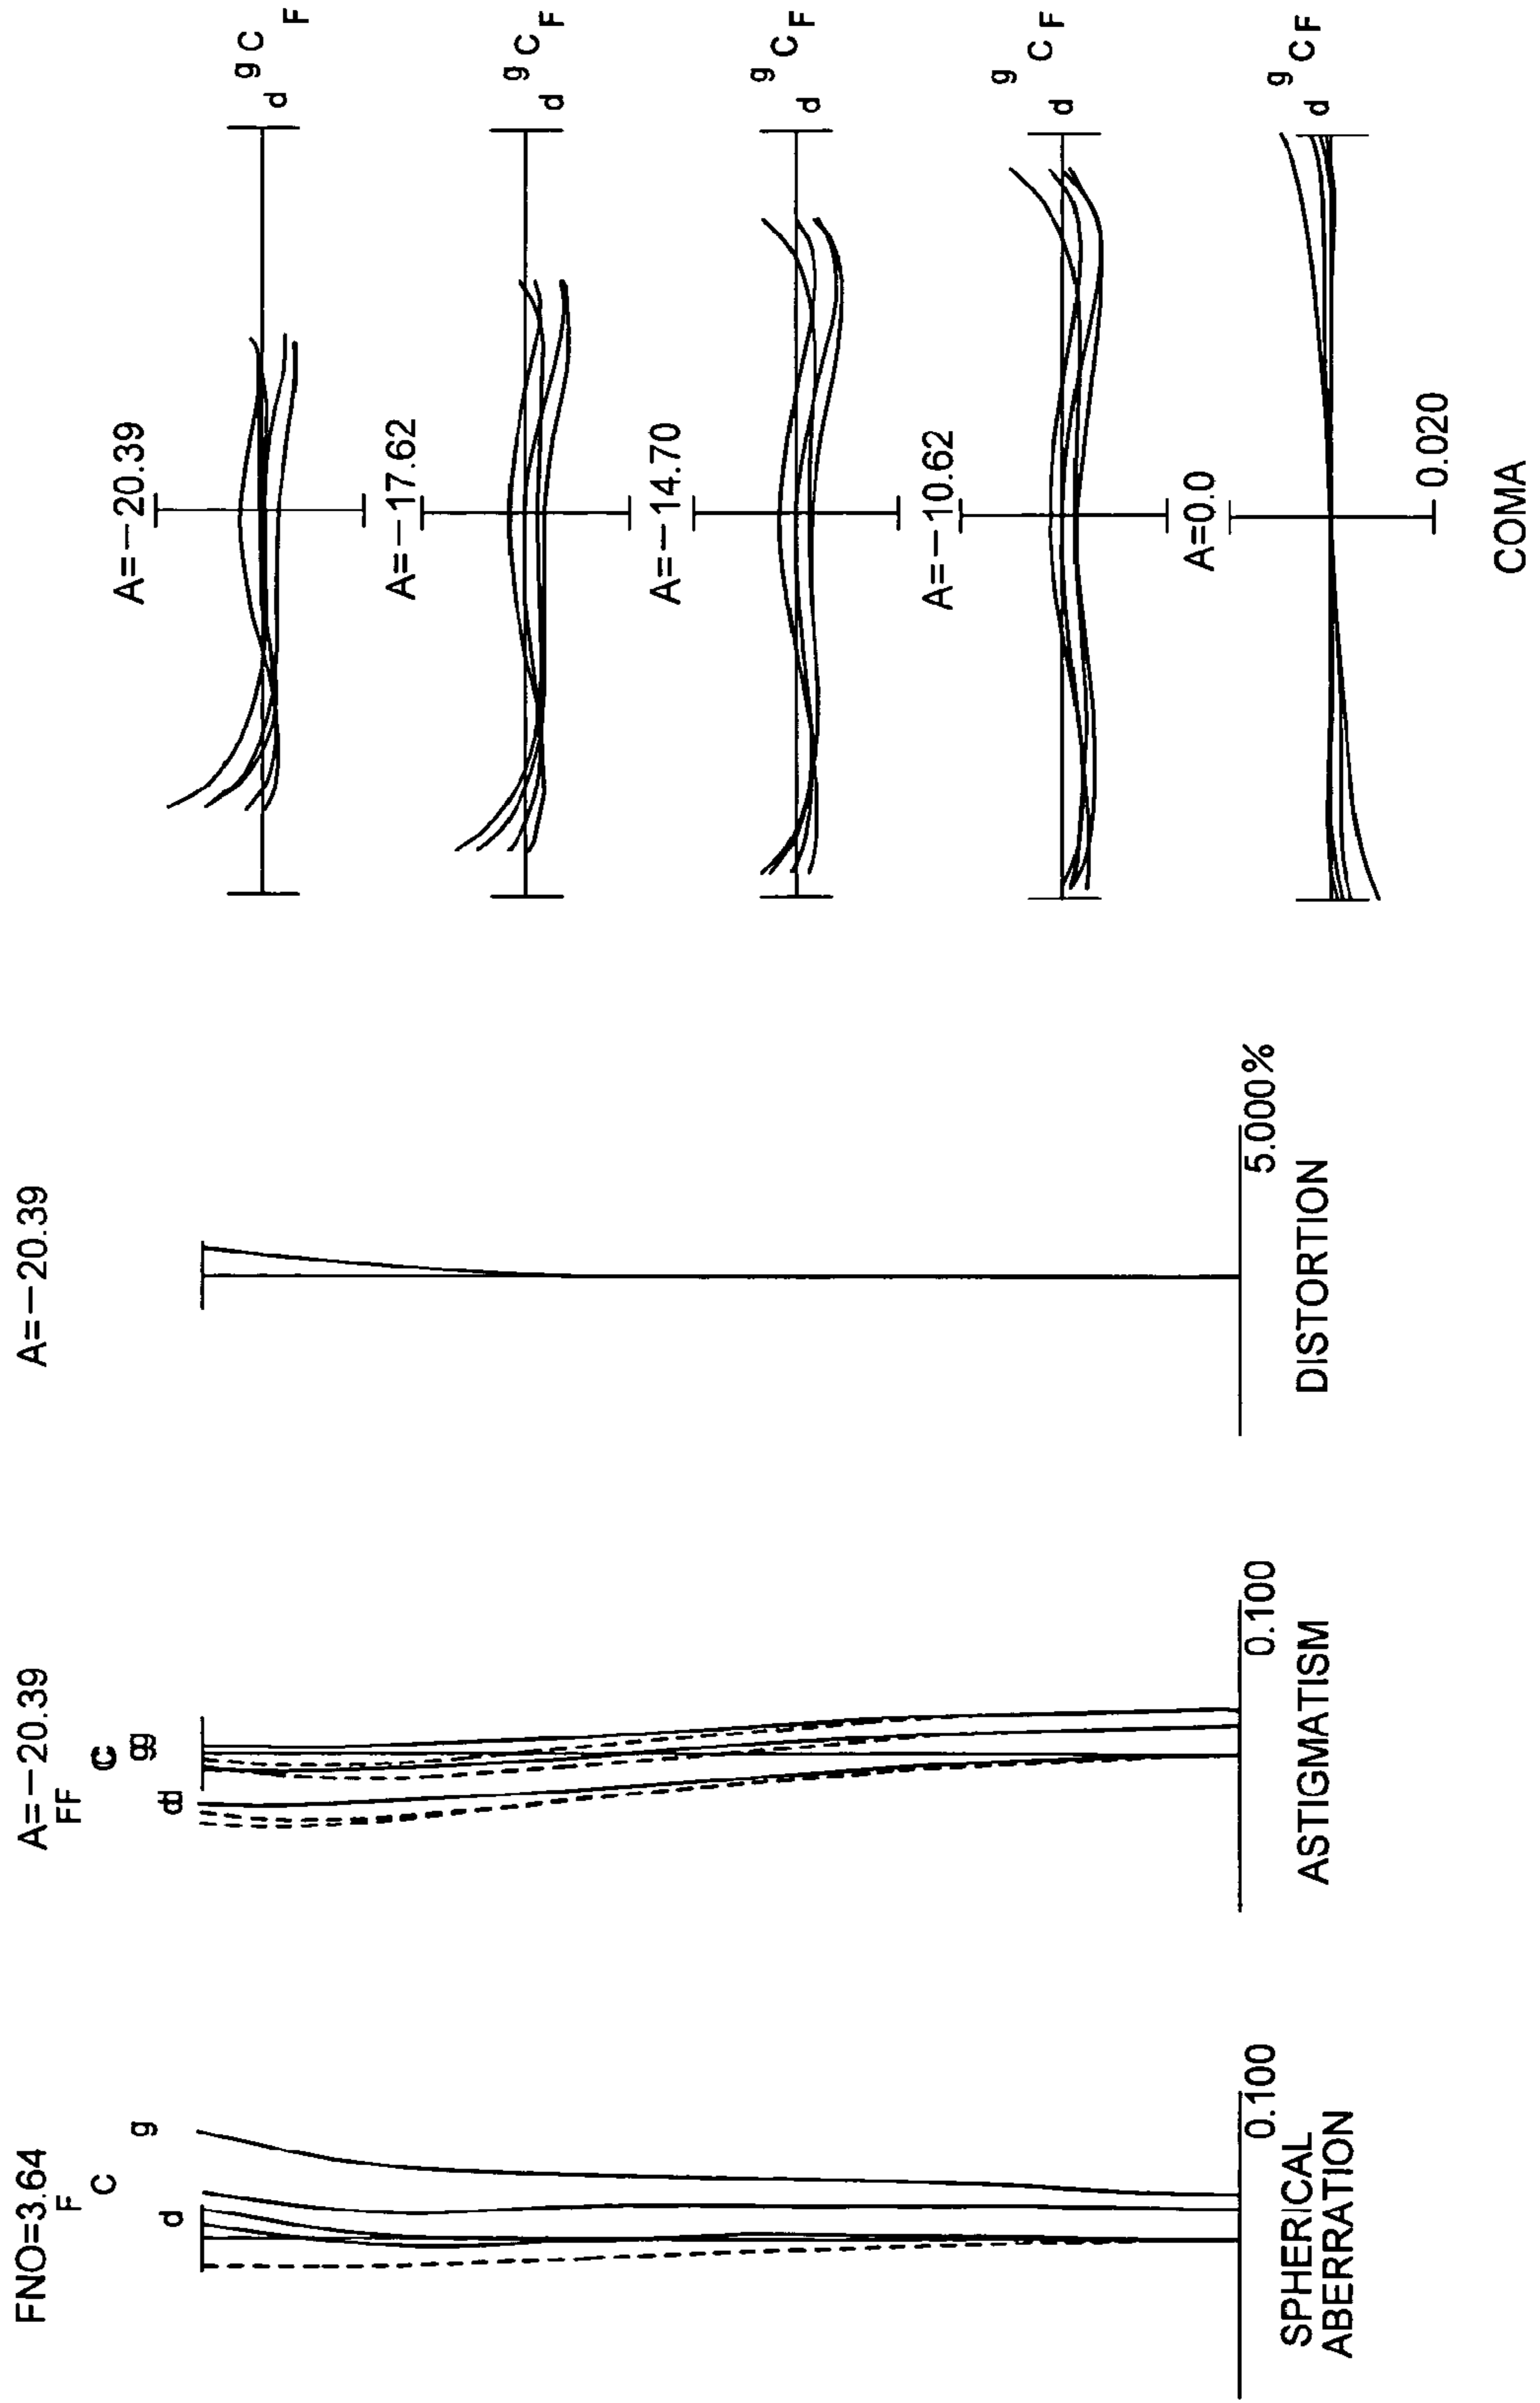 FNO=3.64
F
C
g
d
0.100
SPHERICAL
ABERRATION
A=−20.39
FF
CC
gg
dd
0.100
ASTIGMATISM
A=−20.39
5.000%
DISTORTION
A=−20.39
g C F
d
A=−17.62
g C F
d
A=−14.70
g C F
d
A=−10.62
g C F
d
A=0.0
g C F
d
0.020
COMA